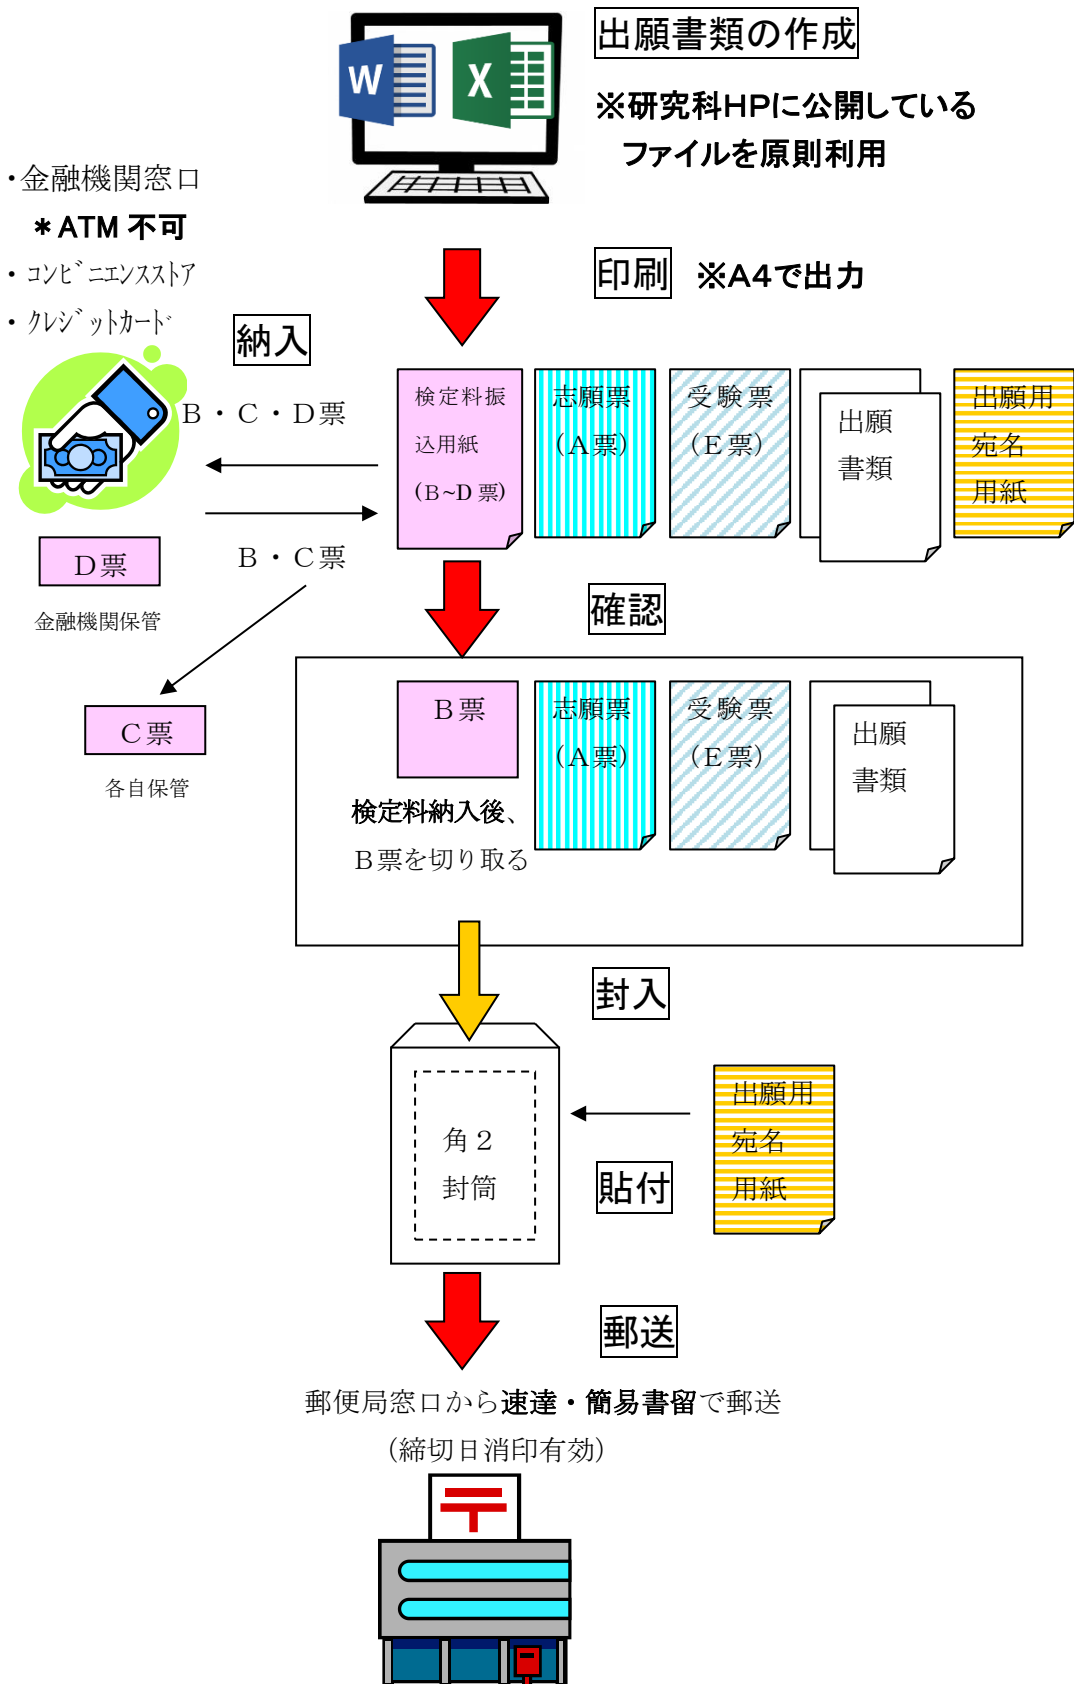 出願書類の作成
W X
※研究科HPに公開している
ファイルを原則利用
・金融機関窓口
＊ATM 不可
・コンビニエンスストア
・クレジットカード
印刷 ※A4で出力
納入
B・C・D票
B・C票
D票
金融機関保管
C票
各自保管
検定料振
込用紙
(B~D 票)
志願票
(A票)
受験票
(E票)
出願
書類
出願用
宛名
用紙
確認
B票
検定料納入後、
B票を切り取る
志願票
(A票)
受験票
(E票)
出願
書類
封入
角２
封筒
貼付
出願用
宛名
用紙
郵送
郵便局窓口から速達・簡易書留で郵送
（締切日消印有効）
〒